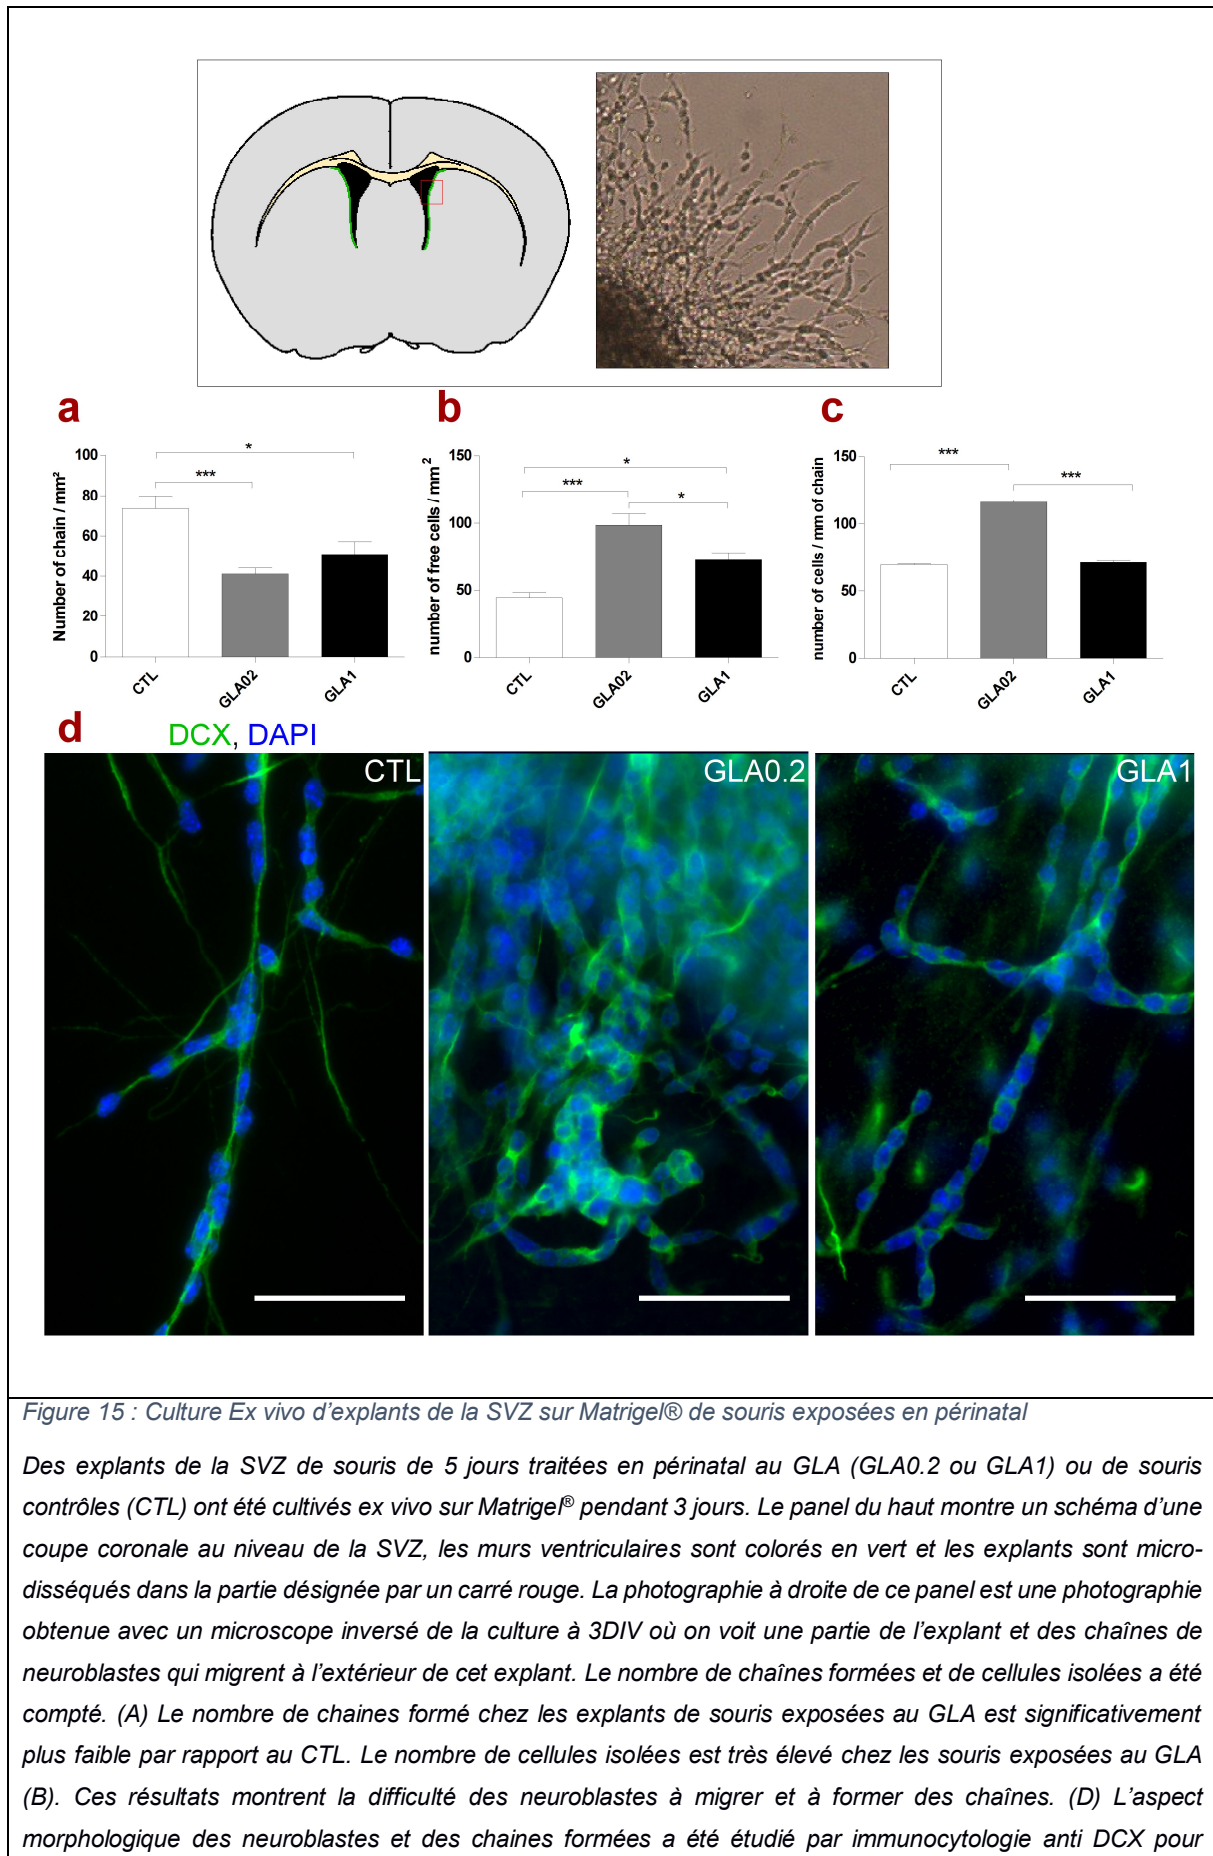 a
b
c
Number of chain / mm²
100
80
60
40
20
0
*
***
CTL
GLA02
GLA1
number of free cells / mm²
150
100
50
0
*
***
*
CTL
GLA02
GLA1
number of cells / mm of chain
150
100
50
0
***
***
CTL
GLA02
GLA1
d
DCX, DAPI
CTL
GLA0.2
GLA1
Figure 15 : Culture Ex vivo d’explants de la SVZ sur Matrigel® de souris exposées en périnatal
Des explants de la SVZ de souris de 5 jours traitées en périnatal au GLA (GLA0.2 ou GLA1) ou de souris
contrôles (CTL) ont été cultivés ex vivo sur Matrigel® pendant 3 jours. Le panel du haut montre un schéma d’une
coupe coronale au niveau de la SVZ, les murs ventriculaires sont colorés en vert et les explants sont micro-
disséqués dans la partie désignée par un carré rouge. La photographie à droite de ce panel est une photographie
obtenue avec un microscope inversé de la culture à 3DIV où on voit une partie de l’explant et des chaînes de
neuroblastes qui migrent à l’extérieur de cet explant. Le nombre de chaînes formées et de cellules isolées a été
compté. (A) Le nombre de chaines formé chez les explants de souris exposées au GLA est significativement
plus faible par rapport au CTL. Le nombre de cellules isolées est très élevé chez les souris exposées au GLA
(B). Ces résultats montrent la difficulté des neuroblastes à migrer et à former des chaînes. (D) L’aspect
morphologique des neuroblastes et des chaines formées a été étudié par immunocytologie anti DCX pour